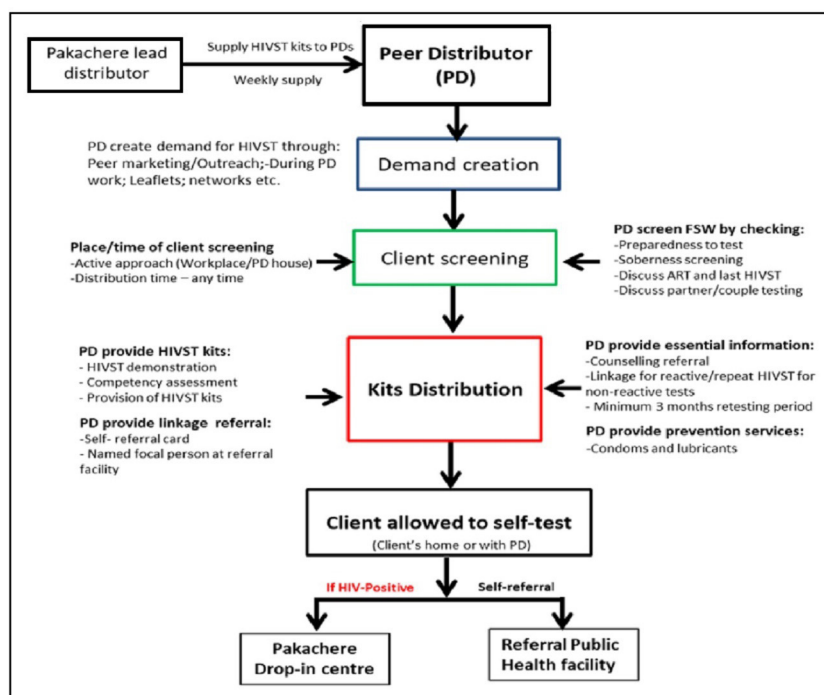 Pakachere lead
distributor
Supply HIVST kits to PDs
Weekly supply
Peer Distributor
(PD)
PD create demand for HIVST through:
Peer marketing/Outreach;-During PD
work; Leaflets; networks etc.
Demand creation
Place/time of client screening
-Active approach (Workplace/PD house)
-Distribution time – any time
Client screening
PD screen FSW by checking:
-Preparedness to test
-Soberness screening
-Discuss ART and last HIVST
-Discuss partner/couple testing
PD provide HIVST kits:
- HIVST demonstration
- Competency assessment
- Provision of HIVST kits
PD provide linkage referral:
-Self- referral card
- Named focal person at referral
facility
Kits Distribution
PD provide essential information:
-Counselling referral
-Linkage for reactive/repeat HIVST for
non-reactive tests
- Minimum 3 months retesting period
PD provide prevention services:
-Condoms and lubricants
Client allowed to self-test
(Client's home or with PD)
If HIV-Positive
Self-referral
Pakachere
Drop-in centre
Referral Public
Health facility